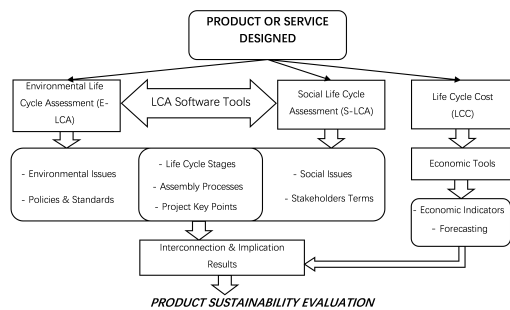 PRODUCT OR SERVICE
DESIGNED
Environmental Life
Cycle Assessment (E-
LCA)
LCA Software Tools
Social Life Cycle
Assessment (S-LCA)
Life Cycle Cost
(LCC)
- Environmental Issues
- Policies & Standards
- Life Cycle Stages
- Assembly Processes
- Project Key Points
- Social Issues
- Stakeholders Terms
Economic Tools
- Economic Indicators
- Forecasting
Interconnection & Implication
Results
PRODUCT SUSTAINABILITY EVALUATION